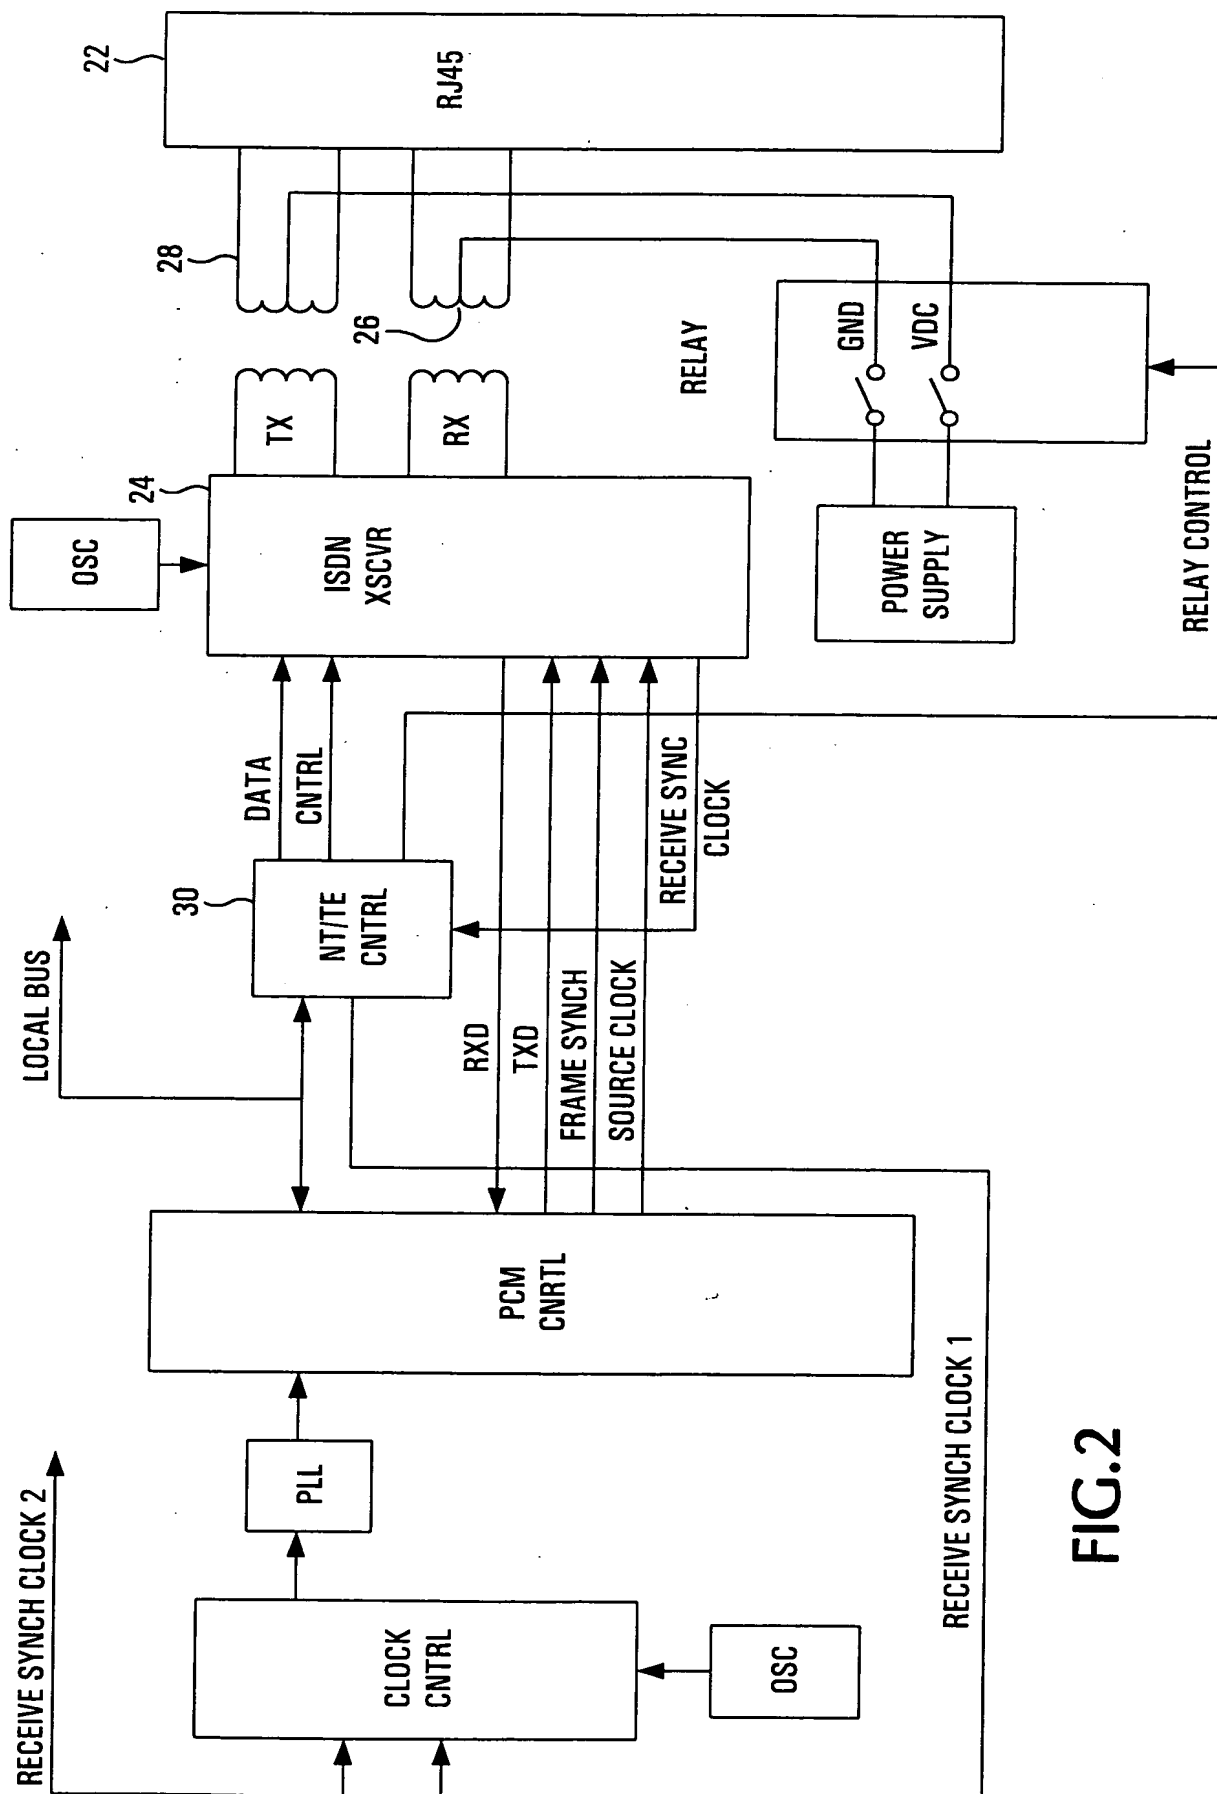 RECEIVE SYNCH CLOCK 2
LOCAL BUS
OSC
22
RJ45
24
28
26
TX
RX
ISDN
XSCVR
DATA
CNTRL
30
NT/TE
CNTRL
RXD
TXD
FRAME SYNCH
SOURCE CLOCK
RECEIVE SYNC
CLOCK
PCM
CNRTL
PLL
CLOCK
CNTRL
OSC
RELAY
GND
VDC
POWER
SUPPLY
RELAY CONTROL
RECEIVE SYNCH CLOCK 1
FIG.2